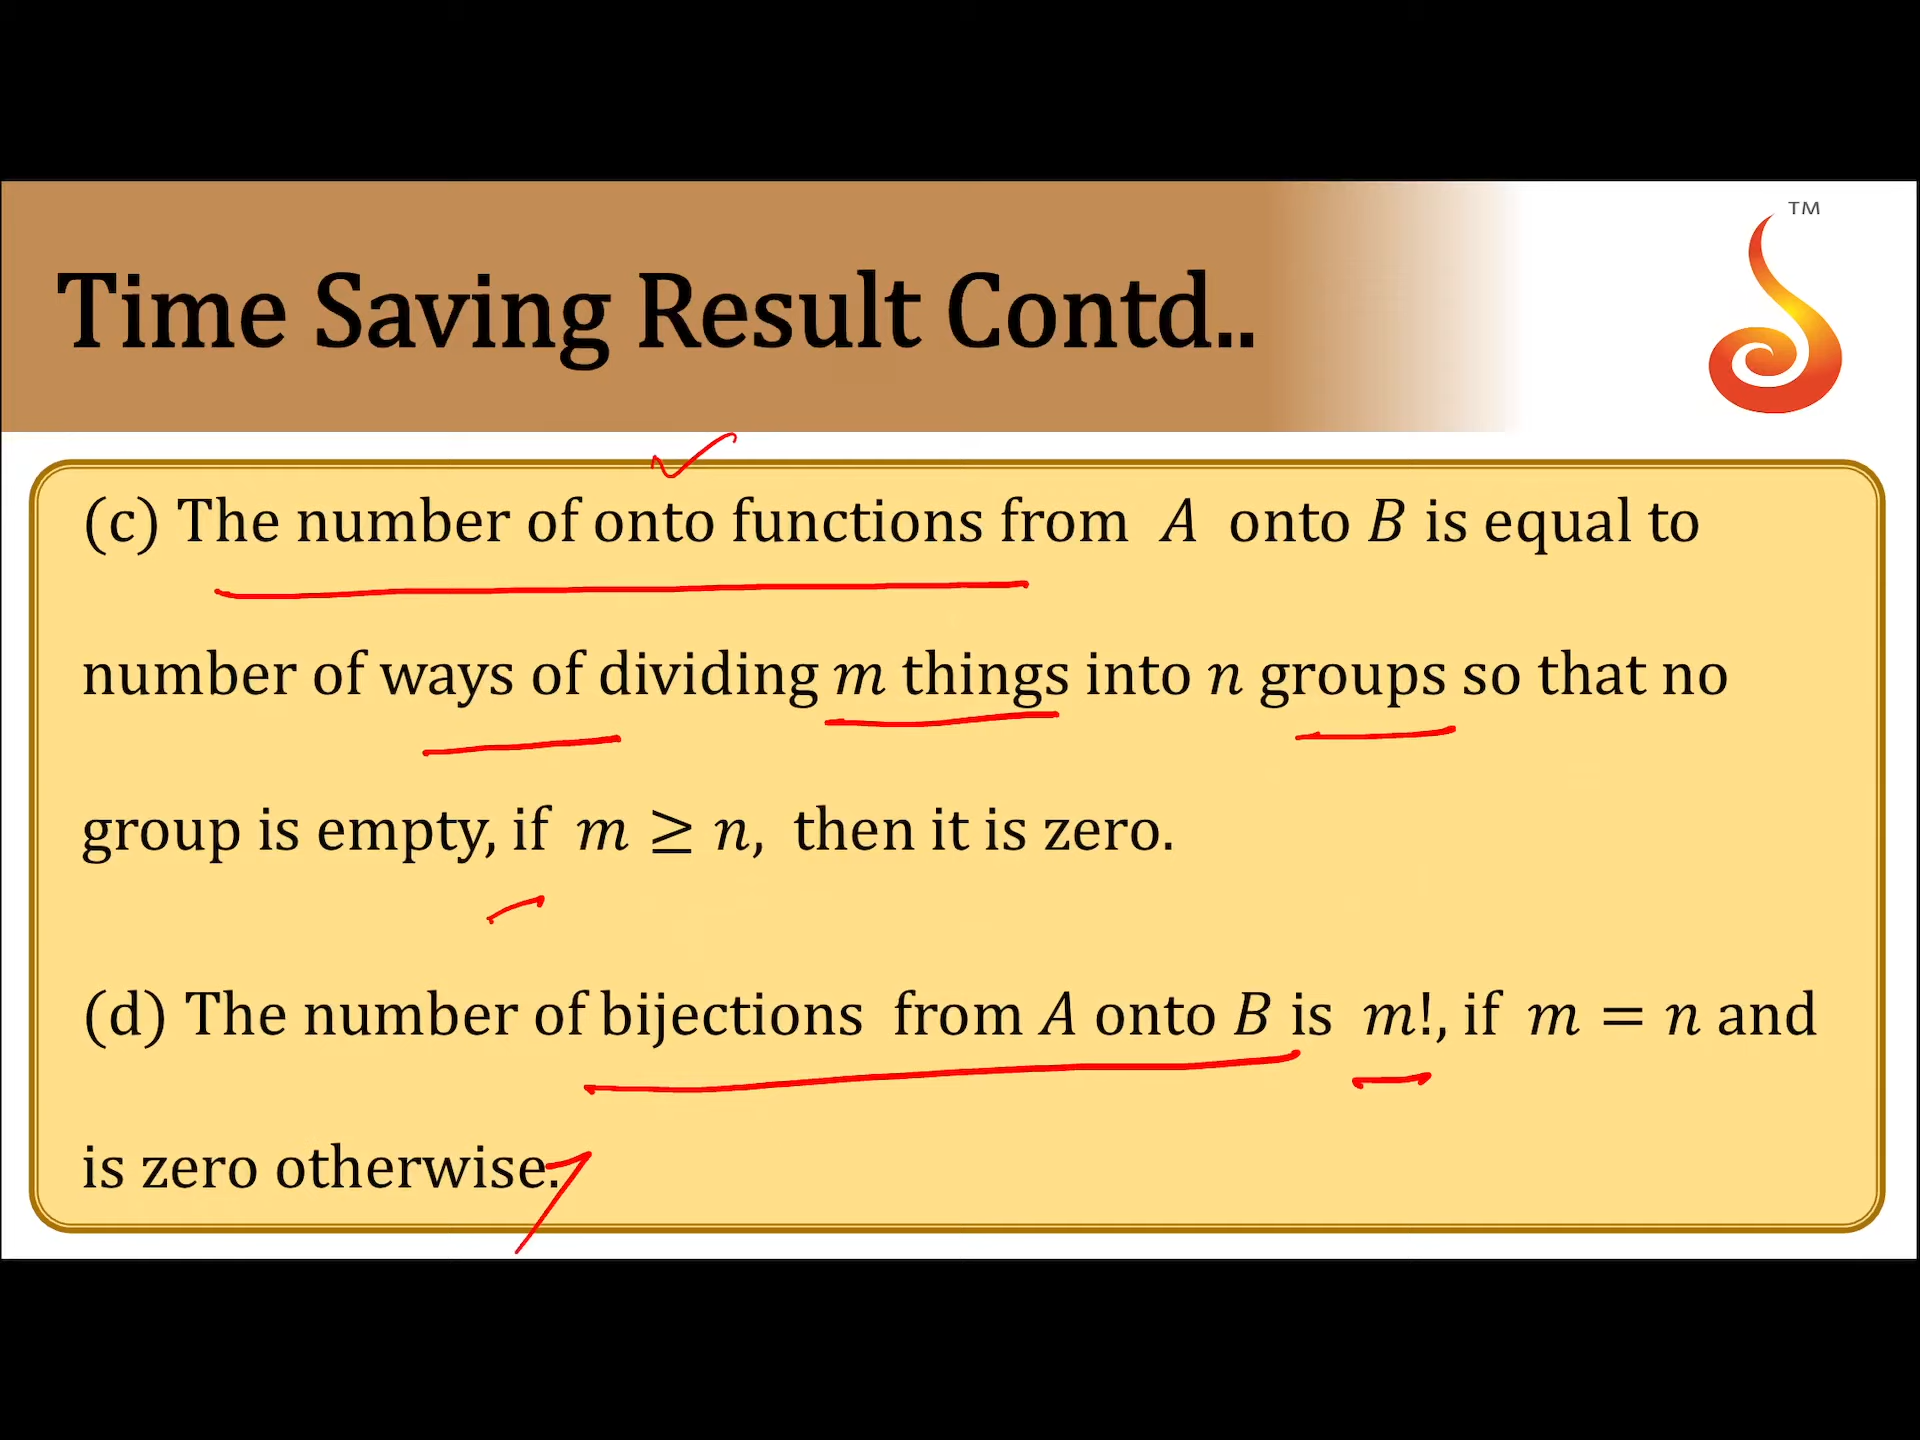 TM
Time Saving Result Contd..
(c) The number of onto functions from A onto B is equal to
number of ways of dividing m things into n groups so that no
group is empty, if m ≥ n, then it is zero.
(d) The number of bijections from A onto B is m!, if m = n and
is zero otherwise.